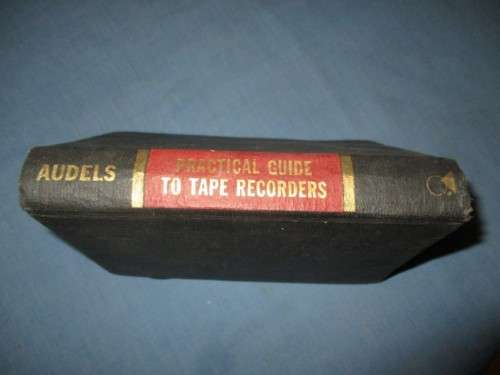 AUDELS
PRACTICAL GUIDE
TO TAPE RECORDERS